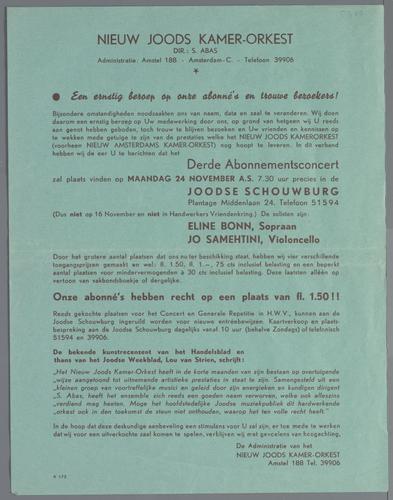 NIEUW JOODS KAMER-ORKEST
DIR.: S. ABAS
Administratie: Amstel 188 - Amsterdam-C. - Telefoon 39906
*
● Een ernstig beroep op onze abonné's en trouwe bezoekers!
Bijzondere omstandigheden noodzaakten ons van naam, data en zaal te veranderen. Wij doen
daarom een ernstig beroep op Uw medewerking door ons, op grond van hetgeen wij U reeds
aan genot hebben geboden, toch trouw te blijven bezoeken en Uw vrienden en kennissen op
te wekken mede getuige te zijn van de prestaties welke het NIEUW JOODS KAMERORKEST
(voorheen NIEUW AMSTERDAMS KAMERORKEST) nog hoopt te leveren. In dit verband
hebben wij de eer U te berichten dat het
Derde Abonnementsconcert
zal plaats vinden op MAANDAG 24 NOVEMBER A.S. 7.30 uur precies in de
JOODSE SCHOUWBURG
Plantage Middenlaan 24. Telefoon 51594
(Dus niet op 16 November en niet in Handwerkers Vriendenkring.) De solisten zijn:
ELINE BONN, Sopraan
JO SAMEHTINI, Violoncello
Door het grotere aantal plaatsen dat ons nu ter beschikking staat, hebben wij vier verschillende
toegangsprijzen gemaakt en wel: fl. 1.50, fl. 1.—, 75 cts inclusief belasting en een beperkt
aantal plaatsen voor mindervermogenden à 30 cts inclusief belasting. Deze laatsten alléén op
vertoon van vakbondsboekje of dergelijke.
Onze abonné's hebben recht op een plaats van fl. 1.50!!
Reeds gekochte plaatsen voor het Concert en Generale Repetitie in H.W.V., kunnen aan de
Joodse Schouwburg ingeruild worden voor nieuwe entréebewijzen. Kaartverkoop en plaats-
bespreking aan de Joodse Schouwburg dagelijks vanaf 10 uur (behalve Zondags) of telefonisch
51594 en 39906.
De bekende kunstrecensent van het Handelsblad en
thans van het Joodse Weekblad, Lou van Strien, schrijft:
„Het Nieuw Joods Kamer-Orkest heeft in de korte maanden van zijn bestaan op overtuigende
„wijze aangetoond tot uitnemende artistieke prestaties in staat te zijn. Samengesteld uit een
„kleinen groep van voortreffelijke musici en geleid door zijn energieken en kundigen dirigent
„S. Abas, heeft het ensemble zich reeds een goeden naam verworven, welke ook alleszins
„verdiend mag heeten. Moge het hoofdstedelijke Joodse muziekpubliek dit hardwerkende
„orkest ook in den toekomst de steun niet onthouden, waarop het ten volle recht heeft."
In de hoop dat deze deskundige aanbeveling een stimulans voor U zal zijn, er toe mede te werken
dat wij voor een uitverkochte zaal komen te spelen, verblijven wij met gevoelens van hoogachting,
De Administratie van het
NIEUW JOODS KAMER-ORKEST
Amstel 188 Tel. 39906
K 172